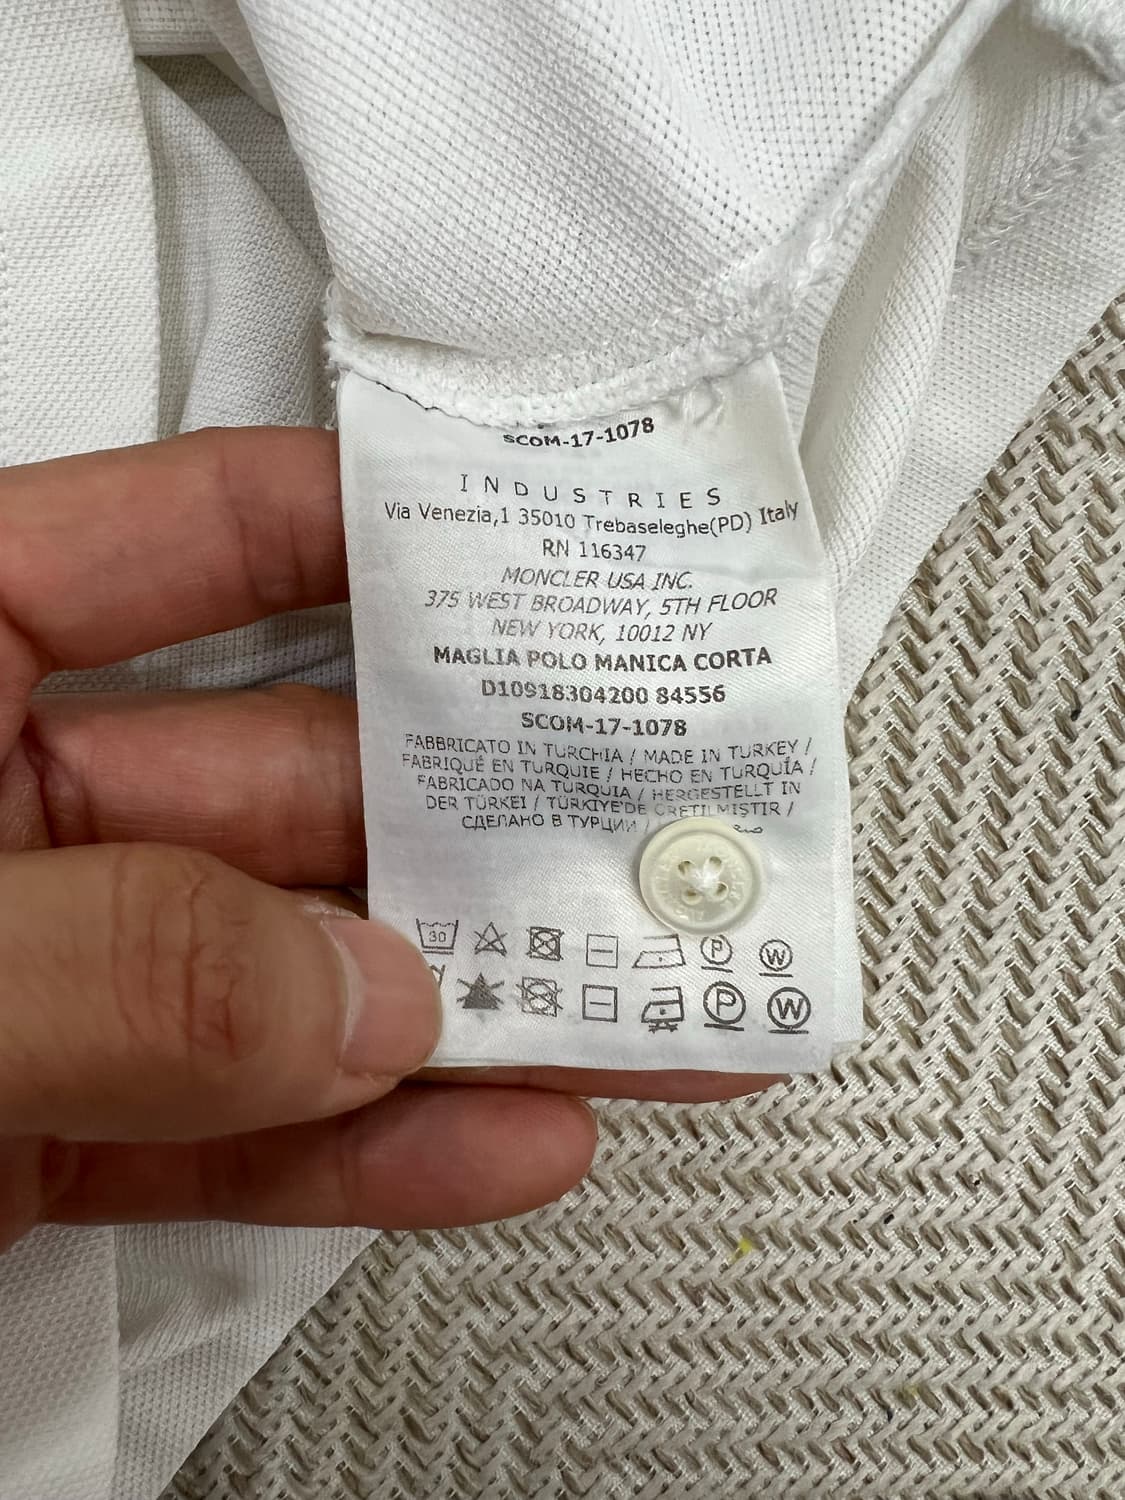 SCOM-17-1078
INDUSTRIES
Via Venezia,1 35010 Trebaseleghe(PD) Italy
RN 116347
MONCLER USA INC.
375 WEST BROADWAY, 5TH FLOOR
NEW YORK, 10012 NY
MAGLIA POLO MANICA CORTA
D10918304200 84556
SCOM-17-1078
FABBRICATO IN TURCHIA / MADE IN TURKEY /
FABRIQUÉ EN TURQUIE / HECHO EN TURQUÍA /
FABRICADO NA TURQUIA / HERGESTELLT IN
DER TÜRKEI / TÜRKIYE'DE ÜRETILMIŞTIR /
СДЕЛАНО В ТУРЦИИ /
30 P W
P W